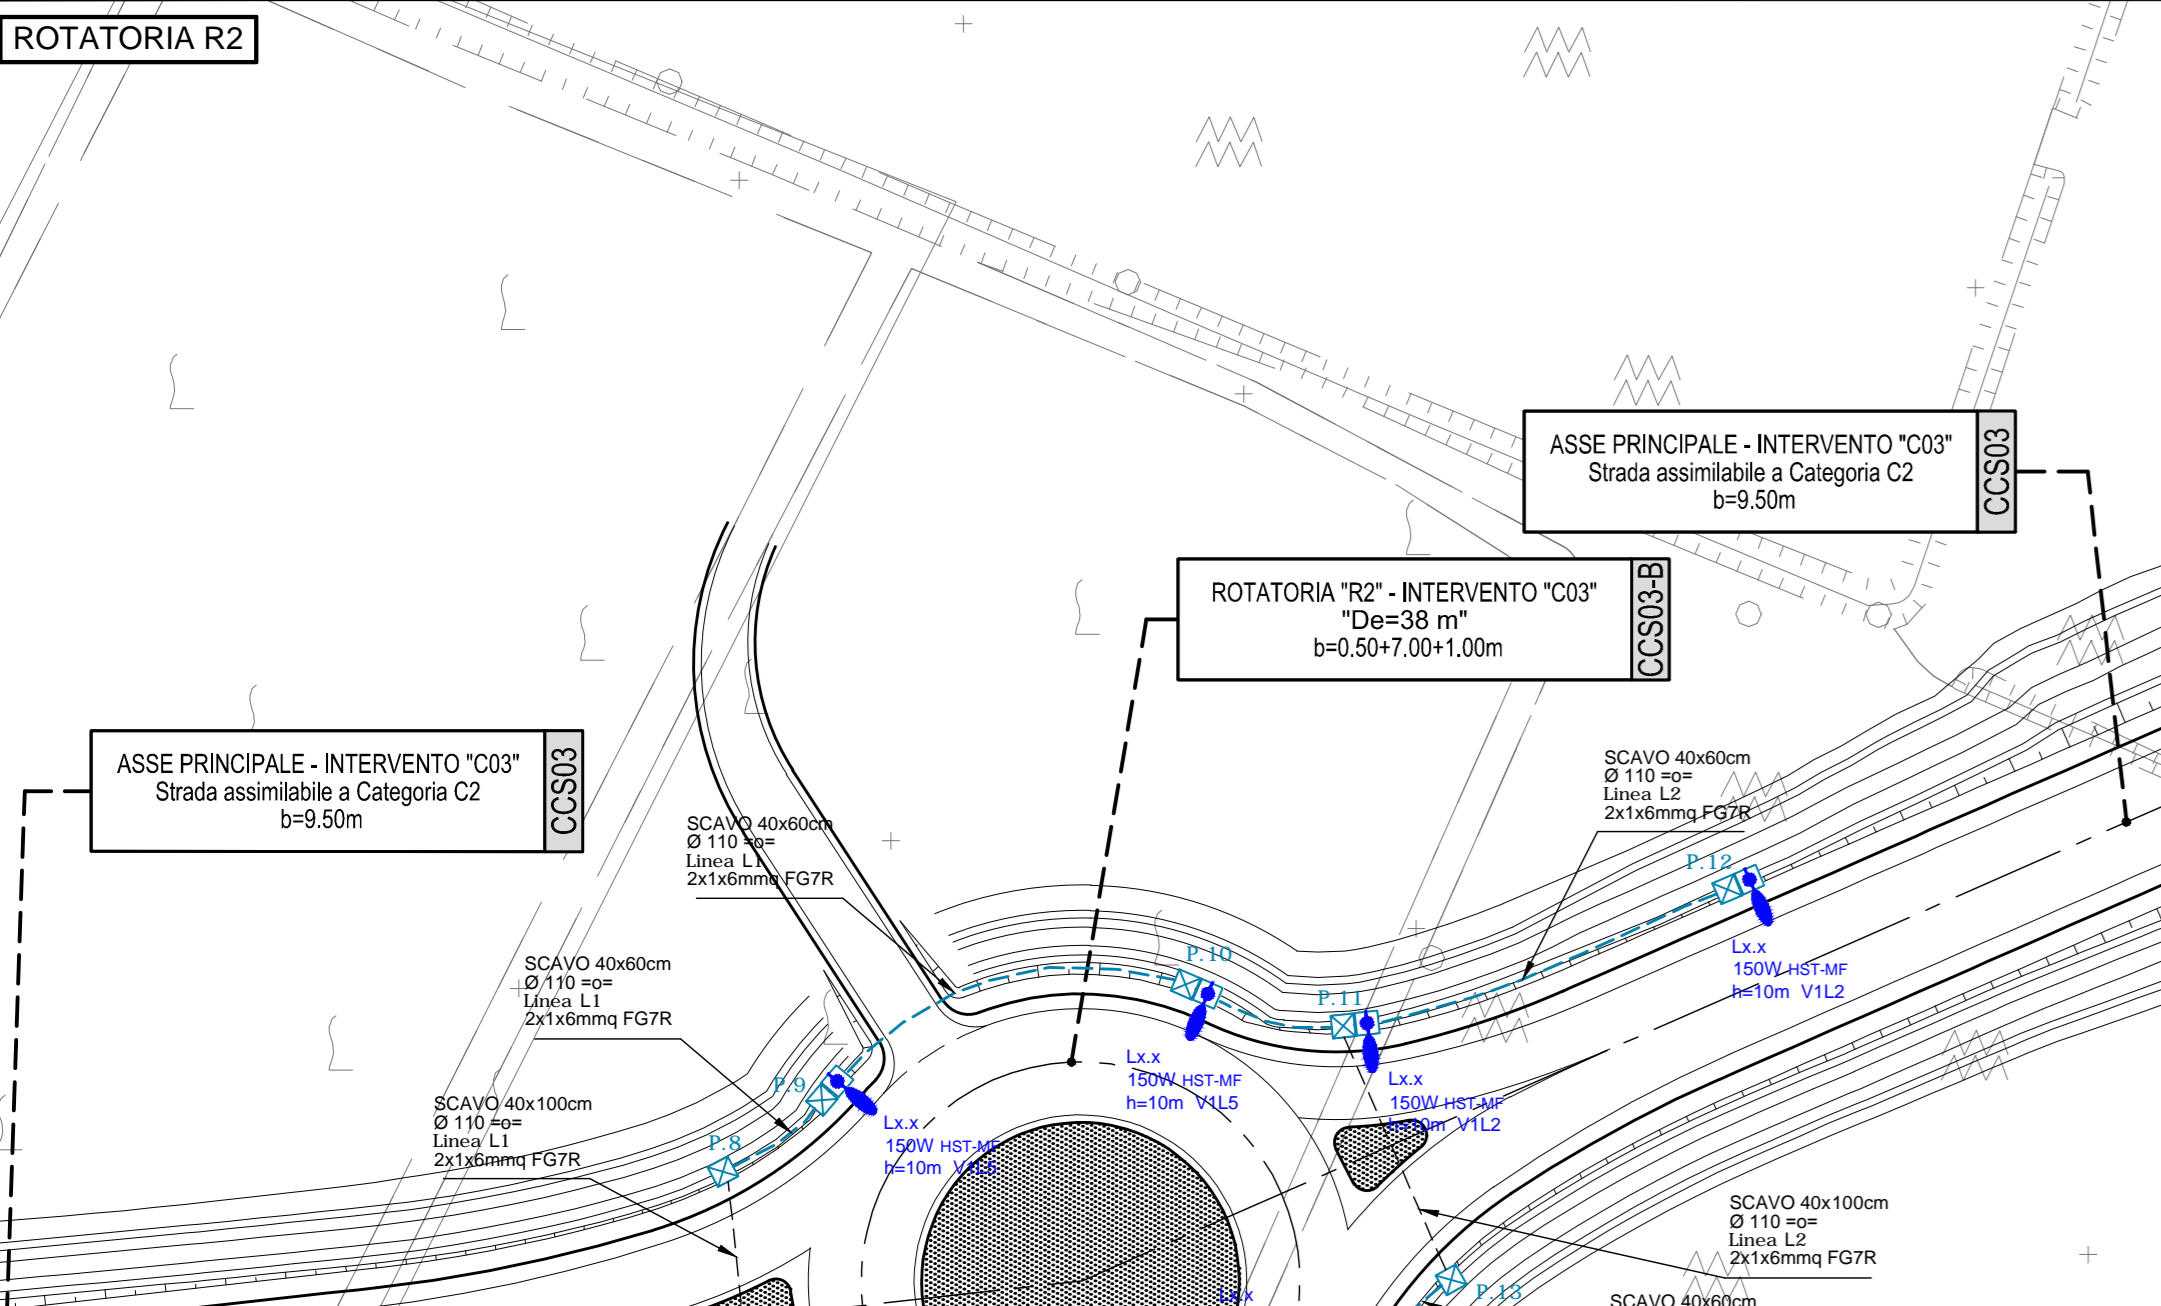 ROTATORIA R2
ASSE PRINCIPALE - INTERVENTO "C03"
Strada assimilabile a Categoria C2
b=9.50m
CCS03
ROTATORIA "R2" - INTERVENTO "C03"
"De=38 m"
b=0.50+7.00+1.00m
CCS03-B
ASSE PRINCIPALE - INTERVENTO "C03"
Strada assimilabile a Categoria C2
b=9.50m
CCS03
SCAVO 40x60cm
Ø 110 =o=
Linea L2
2x1x6mmq FG7R
SCAVO 40x60cm
Ø 110 =o=
Linea L1
2x1x6mmq FG7R
P.12
Lx.x
150W HST-MF
h=10m V1L2
SCAVO 40x60cm
Ø 110 =o=
Linea L1
2x1x6mmq FG7R
P.10
P.11
Lx.x
150W HST-MF
h=10m V1L5
Lx.x
150W HST-MF
h=10m V1L2
P.9
Lx.x
150W HST-MF
h=10m V1L5
SCAVO 40x100cm
Ø 110 =o=
Linea L1
2x1x6mmq FG7R
P.8
SCAVO 40x100cm
Ø 110 =o=
Linea L2
2x1x6mmq FG7R
P.13
Lx.x
SCAVO 40x60cm